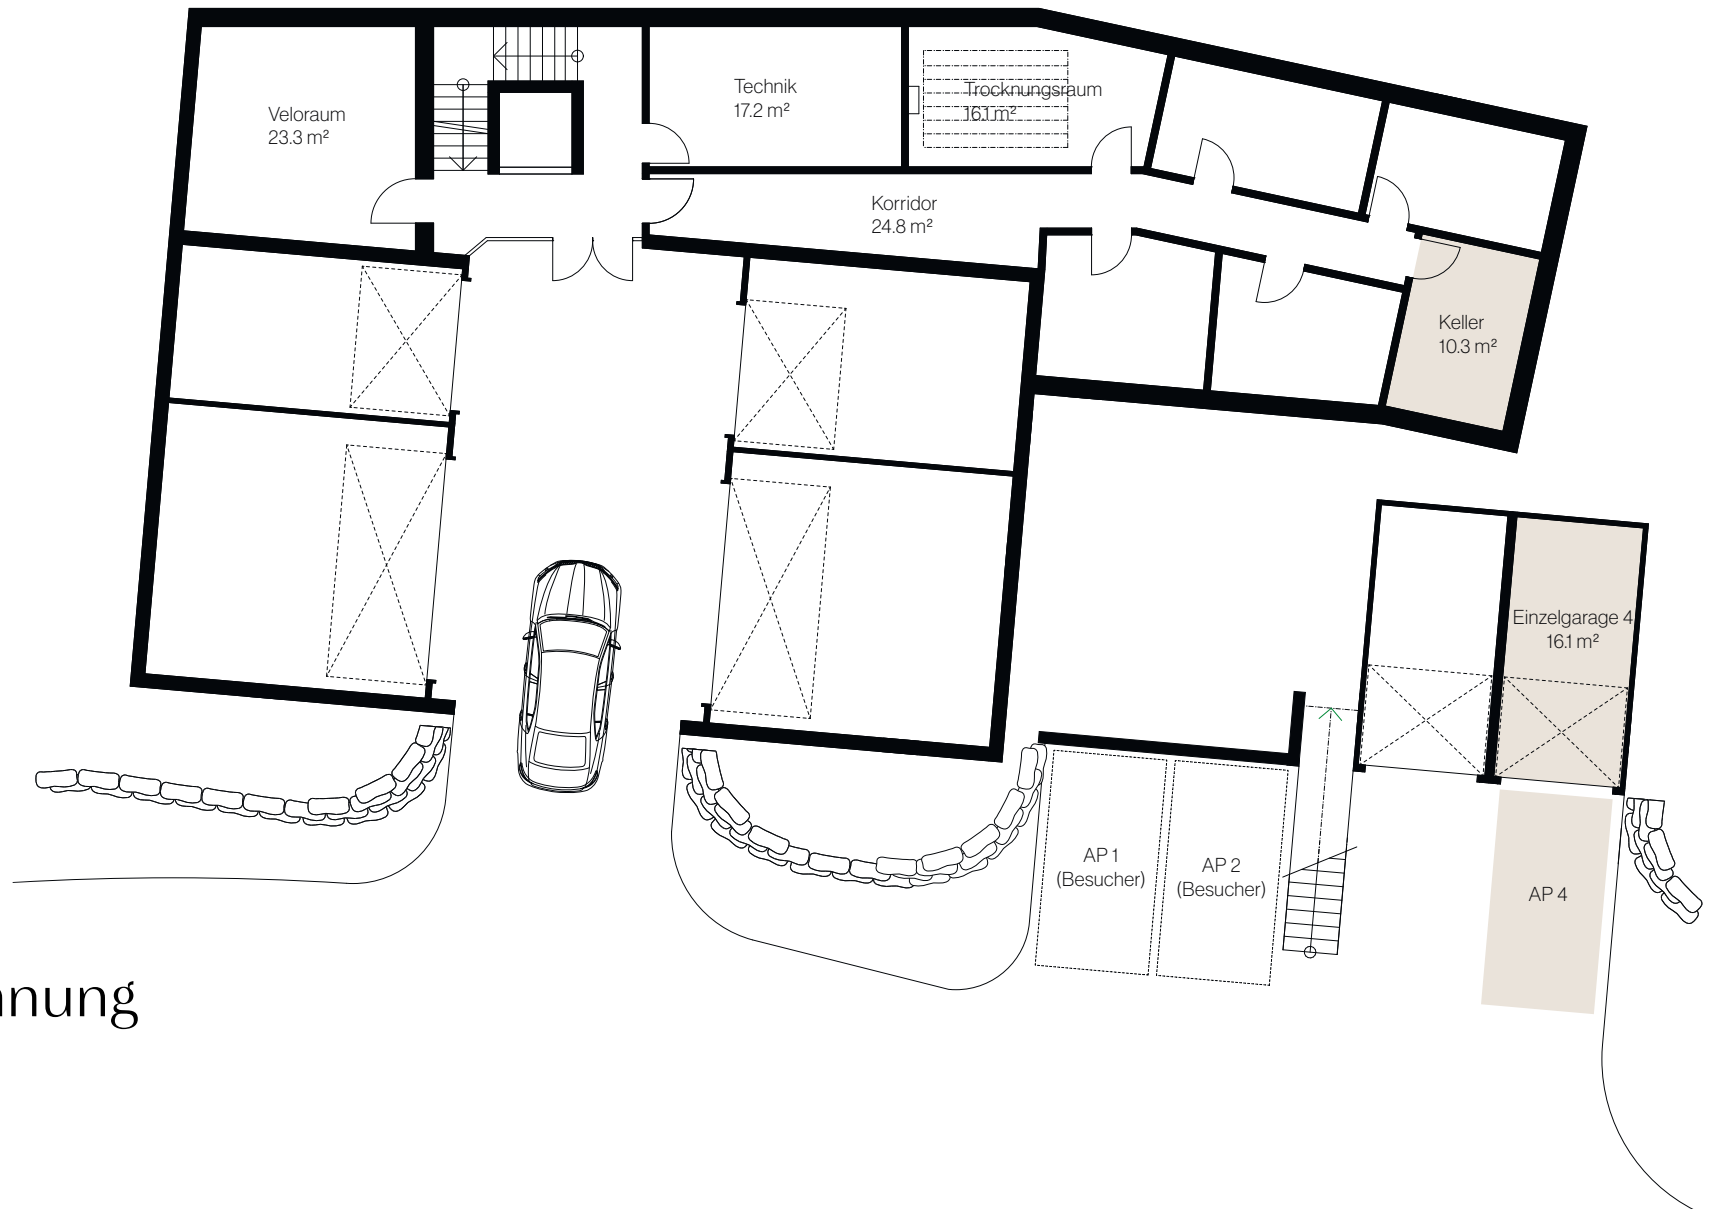 Veloraum
23.3 m²
Technik
17.2 m²
Trocknungsraum
16.1 m²
Korridor
24.8 m²
Keller
10.3 m²
Einzelgarage 4
16.1 m²
AP 1
(Besucher)
AP 2
(Besucher)
AP 4
nung